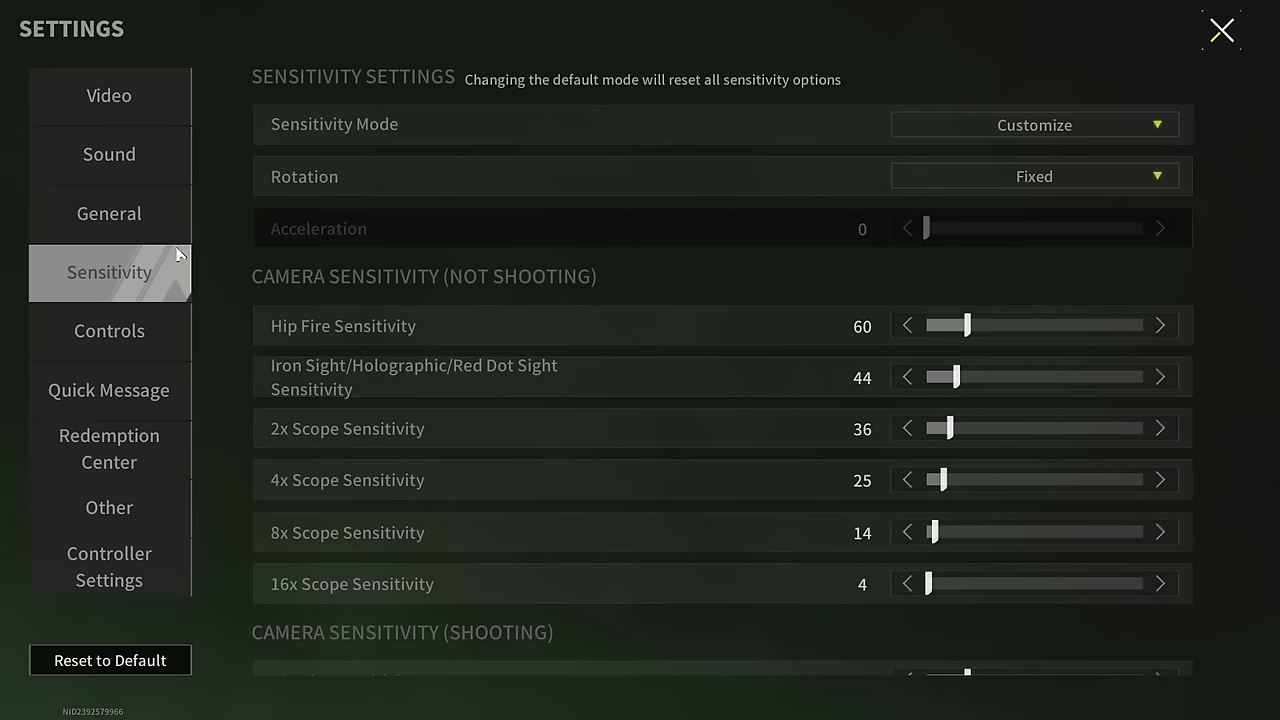 SETTINGS
Video
Sound
General
Sensitivity
Controls
Quick Message
Redemption
Center
Other
Controller
Settings
Reset to Default
NID2392579966
SENSITIVITY SETTINGS Changing the default mode will reset all sensitivity options
Sensitivity Mode Customize
Rotation Fixed
Acceleration 0
CAMERA SENSITIVITY (NOT SHOOTING)
Hip Fire Sensitivity 60
Iron Sight/Holographic/Red Dot Sight
Sensitivity 44
2x Scope Sensitivity 36
4x Scope Sensitivity 25
8x Scope Sensitivity 14
16x Scope Sensitivity 4
CAMERA SENSITIVITY (SHOOTING)